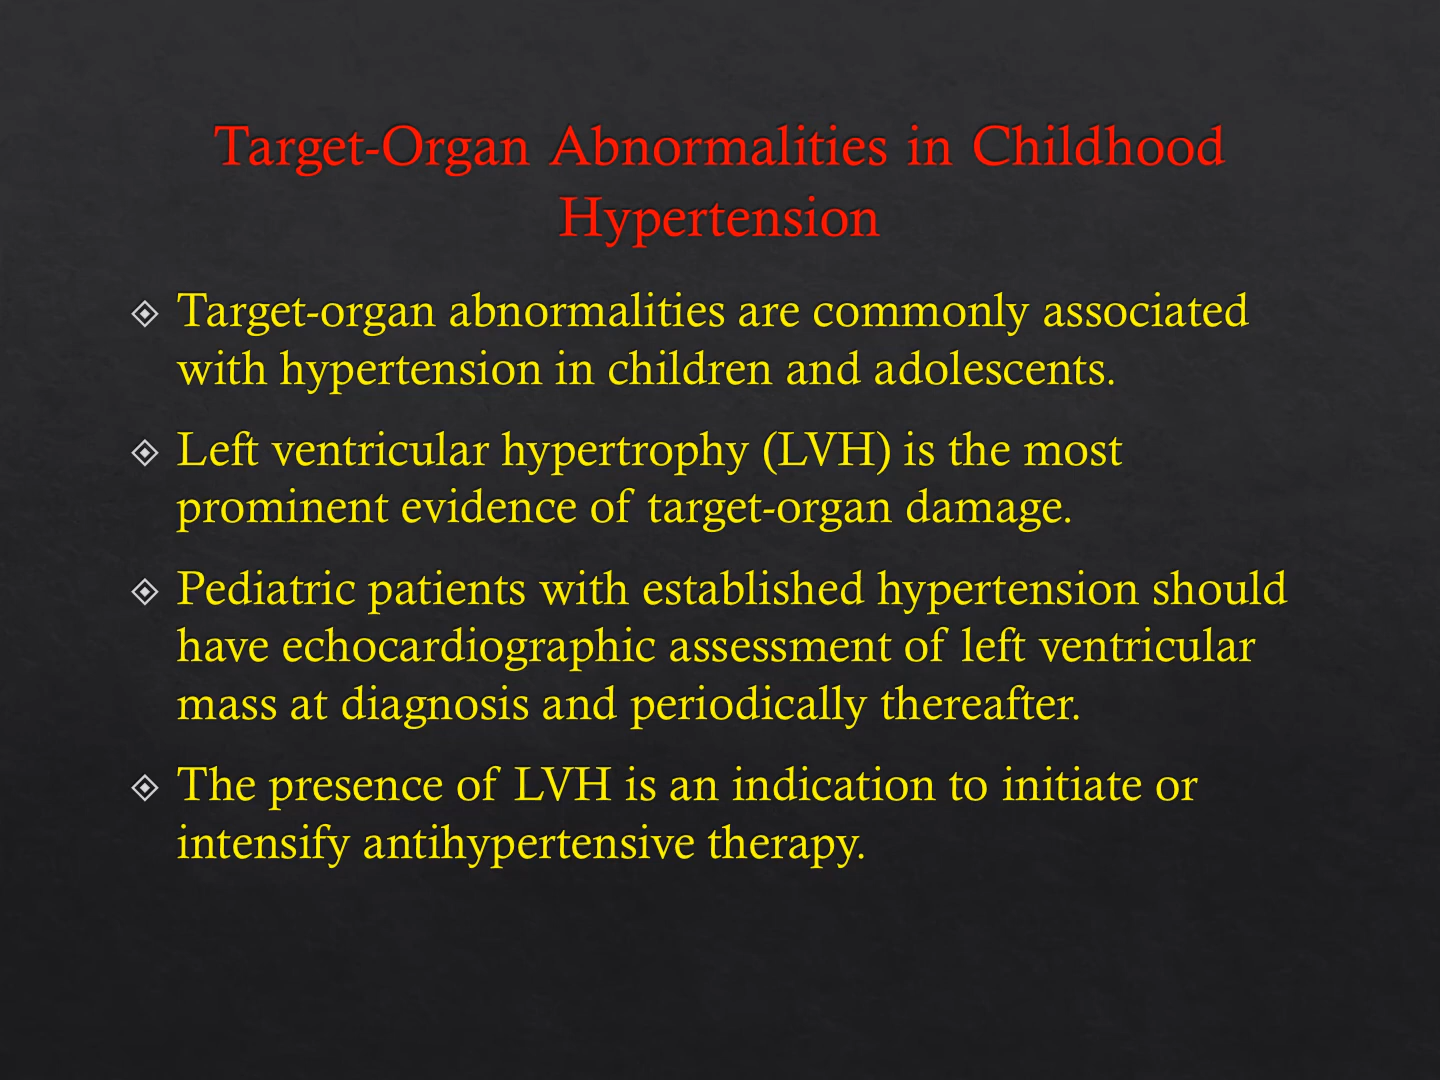 Target-Organ Abnormalities in Childhood
Hypertension
Target-organ abnormalities are commonly associated
with hypertension in children and adolescents.
Left ventricular hypertrophy (LVH) is the most
prominent evidence of target-organ damage.
Pediatric patients with established hypertension should
have echocardiographic assessment of left ventricular
mass at diagnosis and periodically thereafter.
The presence of LVH is an indication to initiate or
intensify antihypertensive therapy.